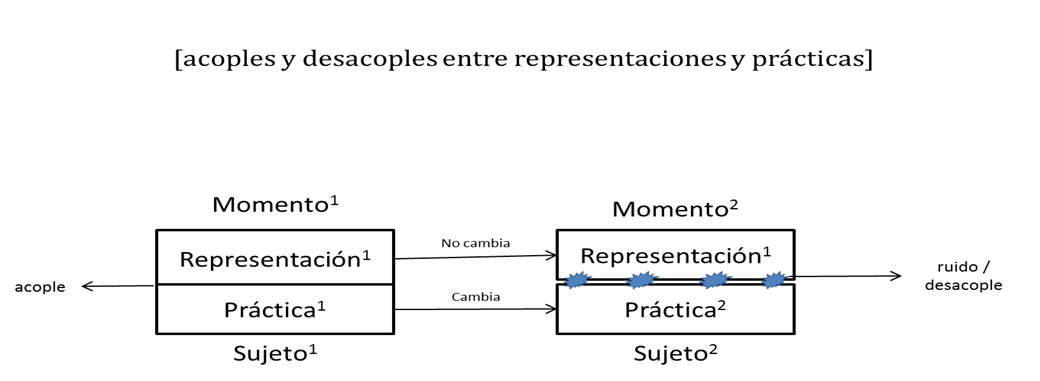 [acoples y desacoples entre representaciones y prácticas]
Momento¹
Momento²
Representación¹
No cambia
Representación¹
acople
ruido /
desacople
Práctica¹
Cambia
Práctica²
Sujeto¹
Sujeto²